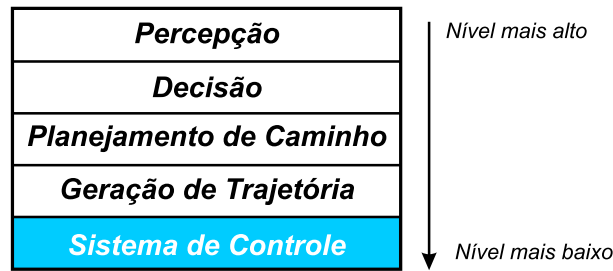 Percepção
Nível mais alto
Decisão
Planejamento de Caminho
Geração de Trajetória
Sistema de Controle
Nível mais baixo